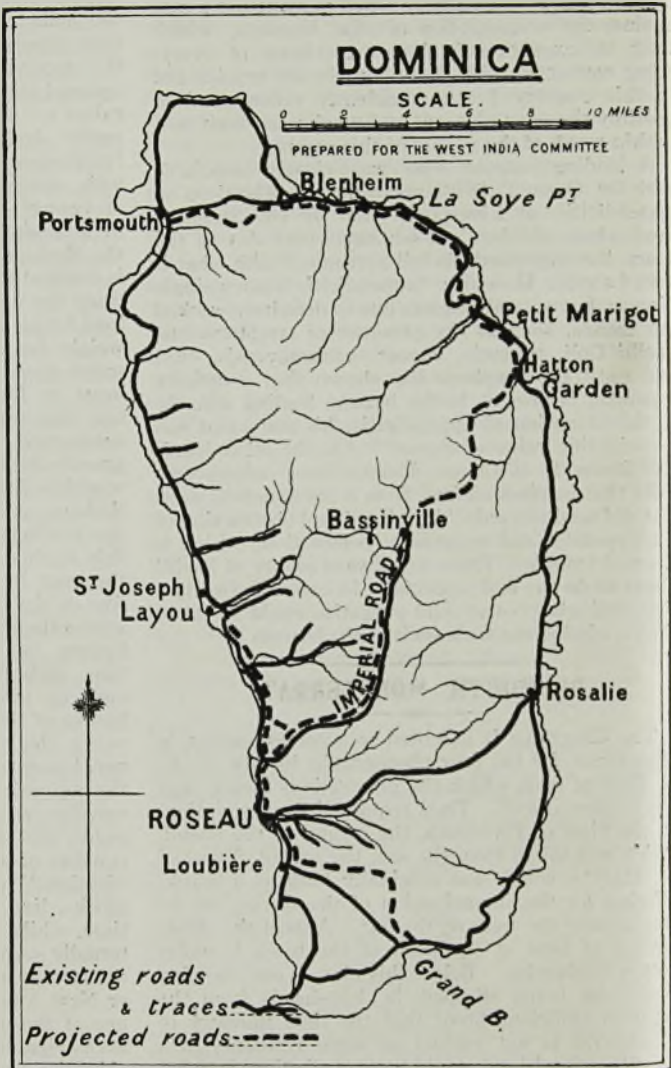 DOMINICA
SCALE.
0 2 4 6 8 10 MILES
PREPARED FOR THE WEST INDIA COMMITTEE
Blenheim
La Soye PT
Portsmouth
Petit Marigot
Hatton
Garden
Bassinville
ST Joseph
Layou
IMPERIAL ROAD
Rosalie
ROSEAU
Loubière
Grand B.
Existing roads
& traces
Projected roads